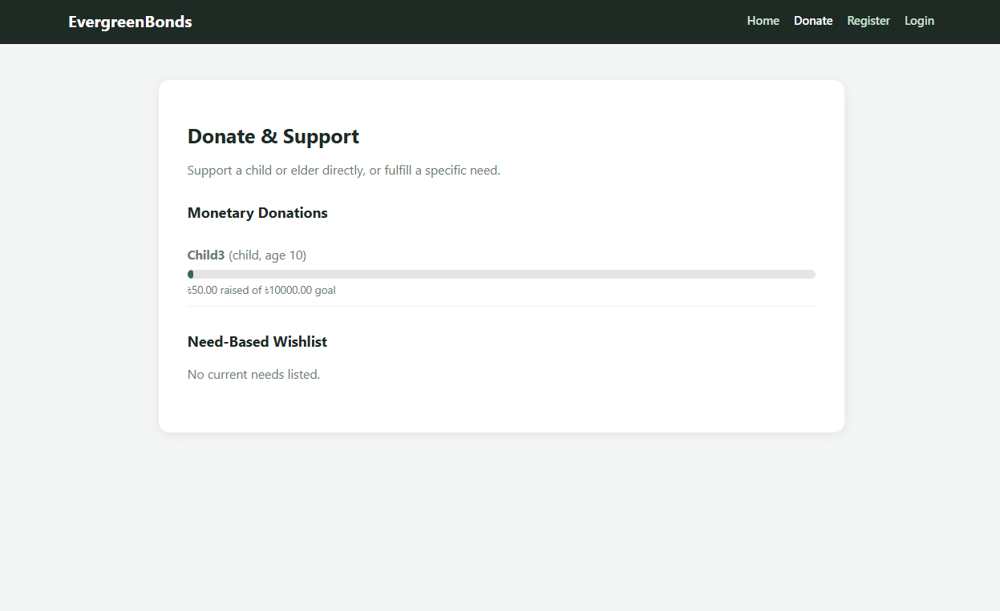 EvergreenBonds
Home Donate Register Login
Donate & Support
Support a child or elder directly, or fulfill a specific need.
Monetary Donations
Child3 (child, age 10)
৳50.00 raised of ৳10000.00 goal
Need-Based Wishlist
No current needs listed.